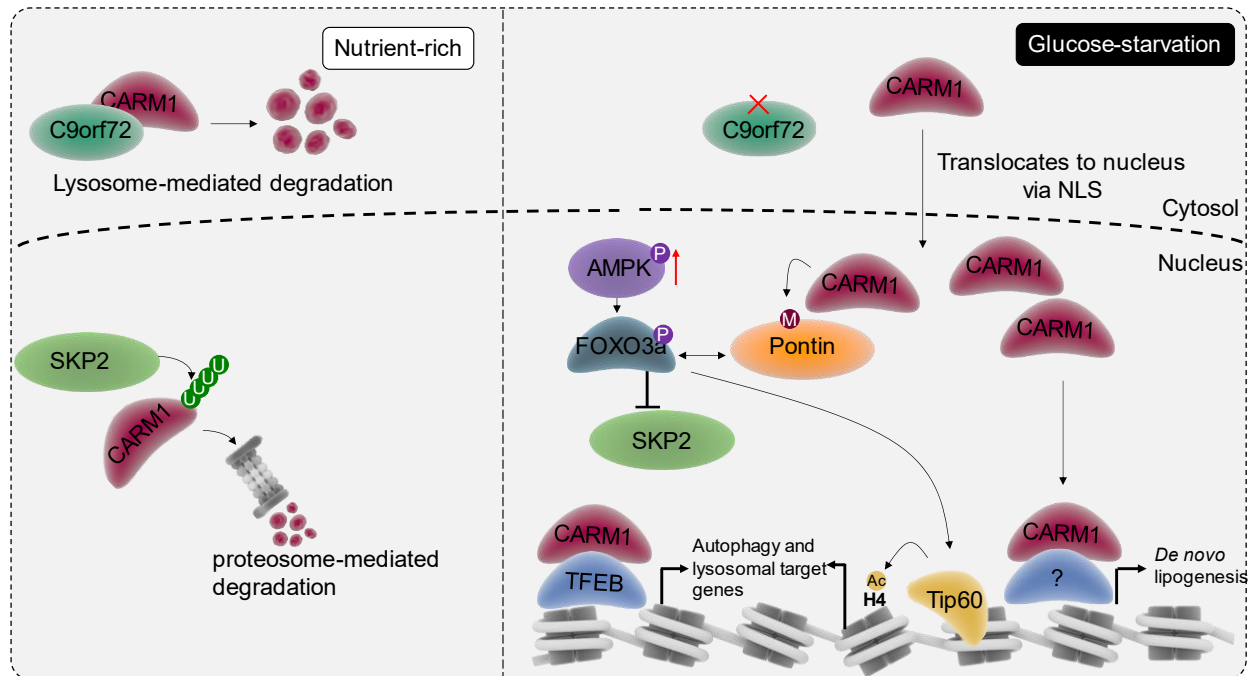 Nutrient-rich
CARM1
C9orf72
Lysosome-mediated degradation
SKP2
UUUU
CARM1
proteosome-mediated
degradation
Glucose-starvation
CARM1
C9orf72
Translocates to nucleus
via NLS
Cytosol
Nucleus
AMPK
P
CARM1
CARM1
CARM1
M
P
FOXO3a
Pontin
SKP2
CARM1
TFEB
Autophagy and
lysosomal target
genes
Ac
H4
Tip60
CARM1
?
De novo
lipogenesis